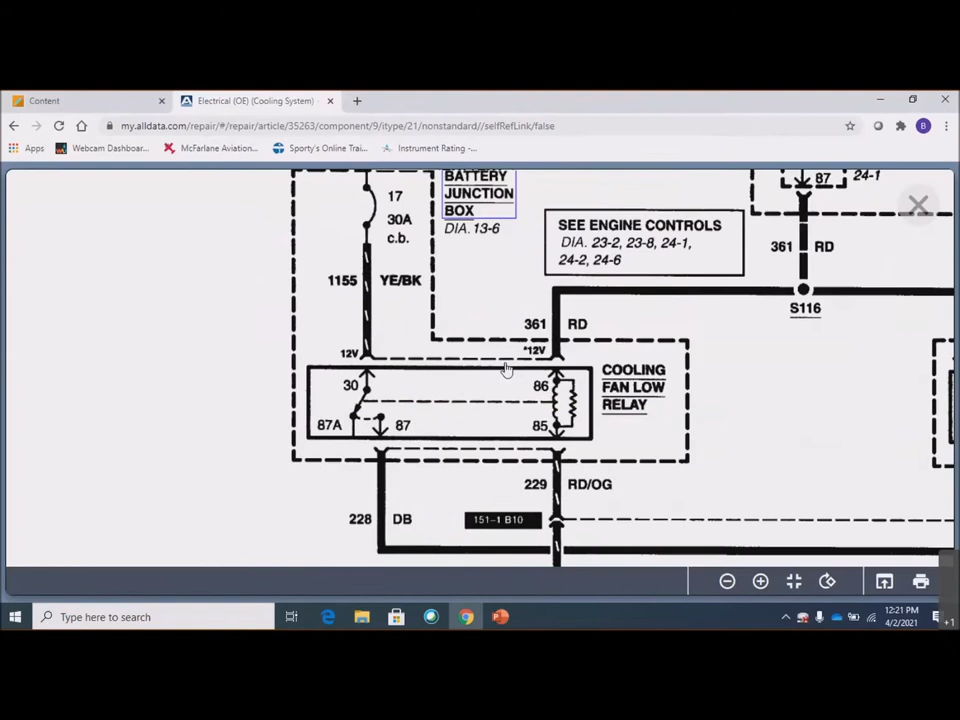 Content
Electrical (OE) (Cooling System)
my.alldata.com/repair/#/repair/article/35263/component/9/itype/21/nonstandard//selfRefLink/false
Apps
Webcam Dashboar...
McFarlane Aviation...
Sporty's Online Trai...
Instrument Rating -...
BATTERY
JUNCTION
BOX
DIA. 13-6
17
30A
c.b.
SEE ENGINE CONTROLS
DIA. 23-2, 23-8, 24-1,
24-2, 24-6
87
24-1
361 RD
S116
1155 YE/BK
361 RD
12V
*12V
30
86
87A
87
85
COOLING
FAN LOW
RELAY
229 RD/OG
228 DB
151-1 B10
Type here to search
12:21 PM
4/2/2021
+1